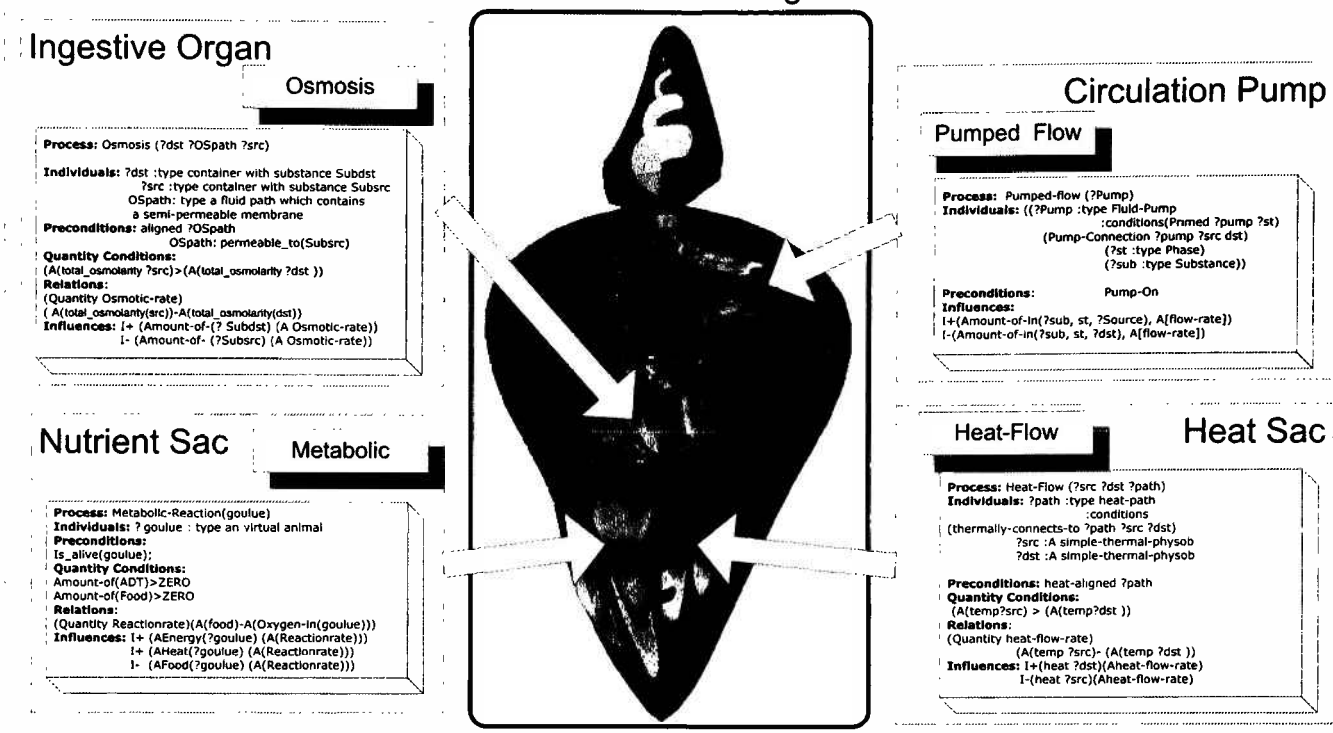 Ingestive Organ
Osmosis
Process: Osmosis (?dst ?OSpath ?src)
Individuals: ?dst :type container with substance Subdst
?src :type container with substance Subsrc
OSpath: type a fluid path which contains
a semi-permeable membrane
Preconditions: aligned ?OSpath
OSpath: permeable_to(Subsrc)
Quantity Conditions:
(A(total_osmolarity ?src)>(A(total_osmolarity ?dst ))
Relations:
(Quantity Osmotic-rate)
( A(total_osmolarity(src))-A(total_osmolarity(dst))
Influences: I+ (Amount-of-(? Subdst) (A Osmotic-rate))
I- (Amount-of- (?Subsrc) (A Osmotic-rate))
Nutrient Sac
Metabolic
Process: Metabolic-Reaction(goulue)
Individuals: ? goulue : type an virtual animal
Preconditions:
Is_alive(goulue);
Quantity Conditions:
Amount-of(ADT)>ZERO
Amount-of(Food)>ZERO
Relations:
(Quantity Reactionrate)(A(food)-A(Oxygen-in(goulue)))
Influences: I+ (AEnergy(?goulue) (A(Reactionrate)))
I+ (AHeat(?goulue) (A(Reactionrate)))
I- (AFood(?goulue) (A(Reactionrate)))
Circulation Pump
Pumped Flow
Process: Pumped-flow (?Pump)
Individuals: ((?Pump :type Fluid-Pump
:conditions(Primed ?pump ?st)
(Pump-Connection ?pump ?src dst)
(?st :type Phase)
(?sub :type Substance))
Preconditions: Pump-On
Influences:
I+(Amount-of-in(?sub, st, ?Source), A[flow-rate])
I-(Amount-of-in(?sub, st, ?dst), A[flow-rate])
Heat-Flow
Heat Sac
Process: Heat-Flow (?src ?dst ?path)
Individuals: ?path :type heat-path
:conditions
(thermally-connects-to ?path ?src ?dst)
?src :A simple-thermal-physob
?dst :A simple-thermal-physob
Preconditions: heat-aligned ?path
Quantity Conditions:
(A(temp?src) > (A(temp?dst ))
Relations:
(Quantity heat-flow-rate)
(A(temp ?src)- (A(temp ?dst ))
Influences: I+(heat ?dst)(Aheat-flow-rate)
I-(heat ?src)(Aheat-flow-rate)